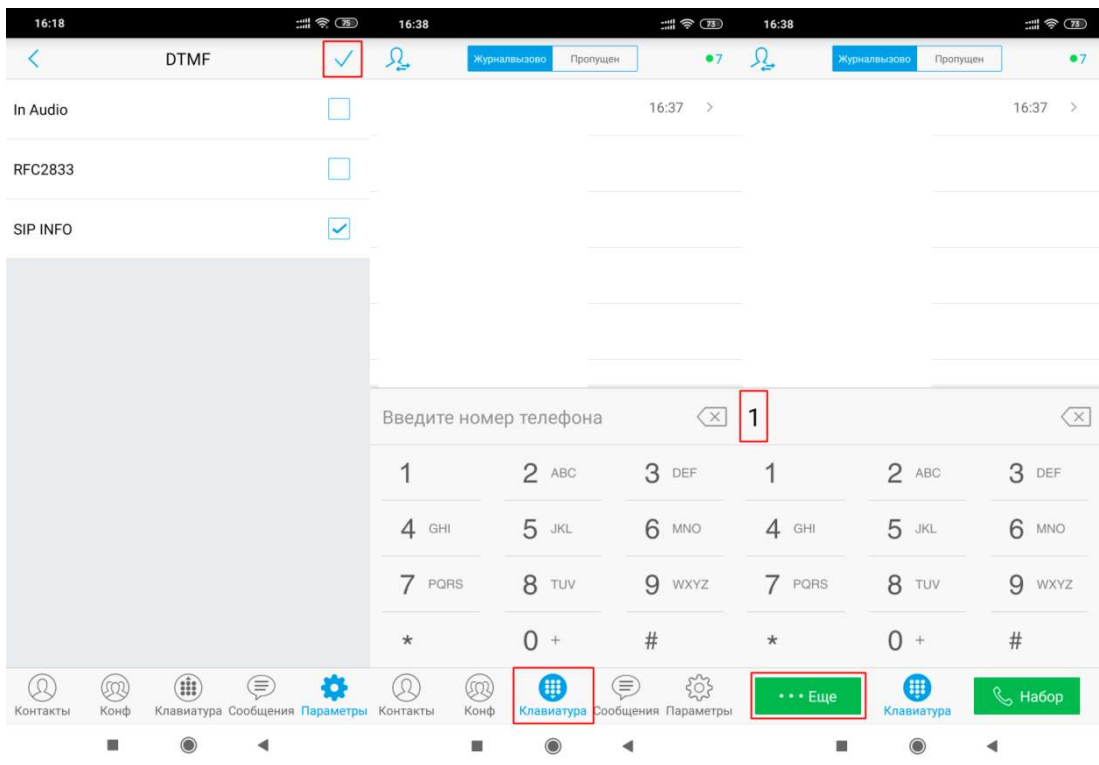 16:18
75
DTMF
In Audio
RFC2833
SIP INFO
Контакты
Конф
Клавиатура
Сообщения
Параметры
16:38
73
Журналвызово
Пропущен
7
16:37
Введите номер телефона
1
2 ABC
3 DEF
4 GHI
5 JKL
6 MNO
7 PQRS
8 TUV
9 WXYZ
*
0 +
#
Контакты
Конф
Клавиатура
Сообщения
Параметры
16:38
73
Журналвызово
Пропущен
7
16:37
1
1
2 ABC
3 DEF
4 GHI
5 JKL
6 MNO
7 PQRS
8 TUV
9 WXYZ
*
0 +
#
••• Еще
Клавиатура
Набор